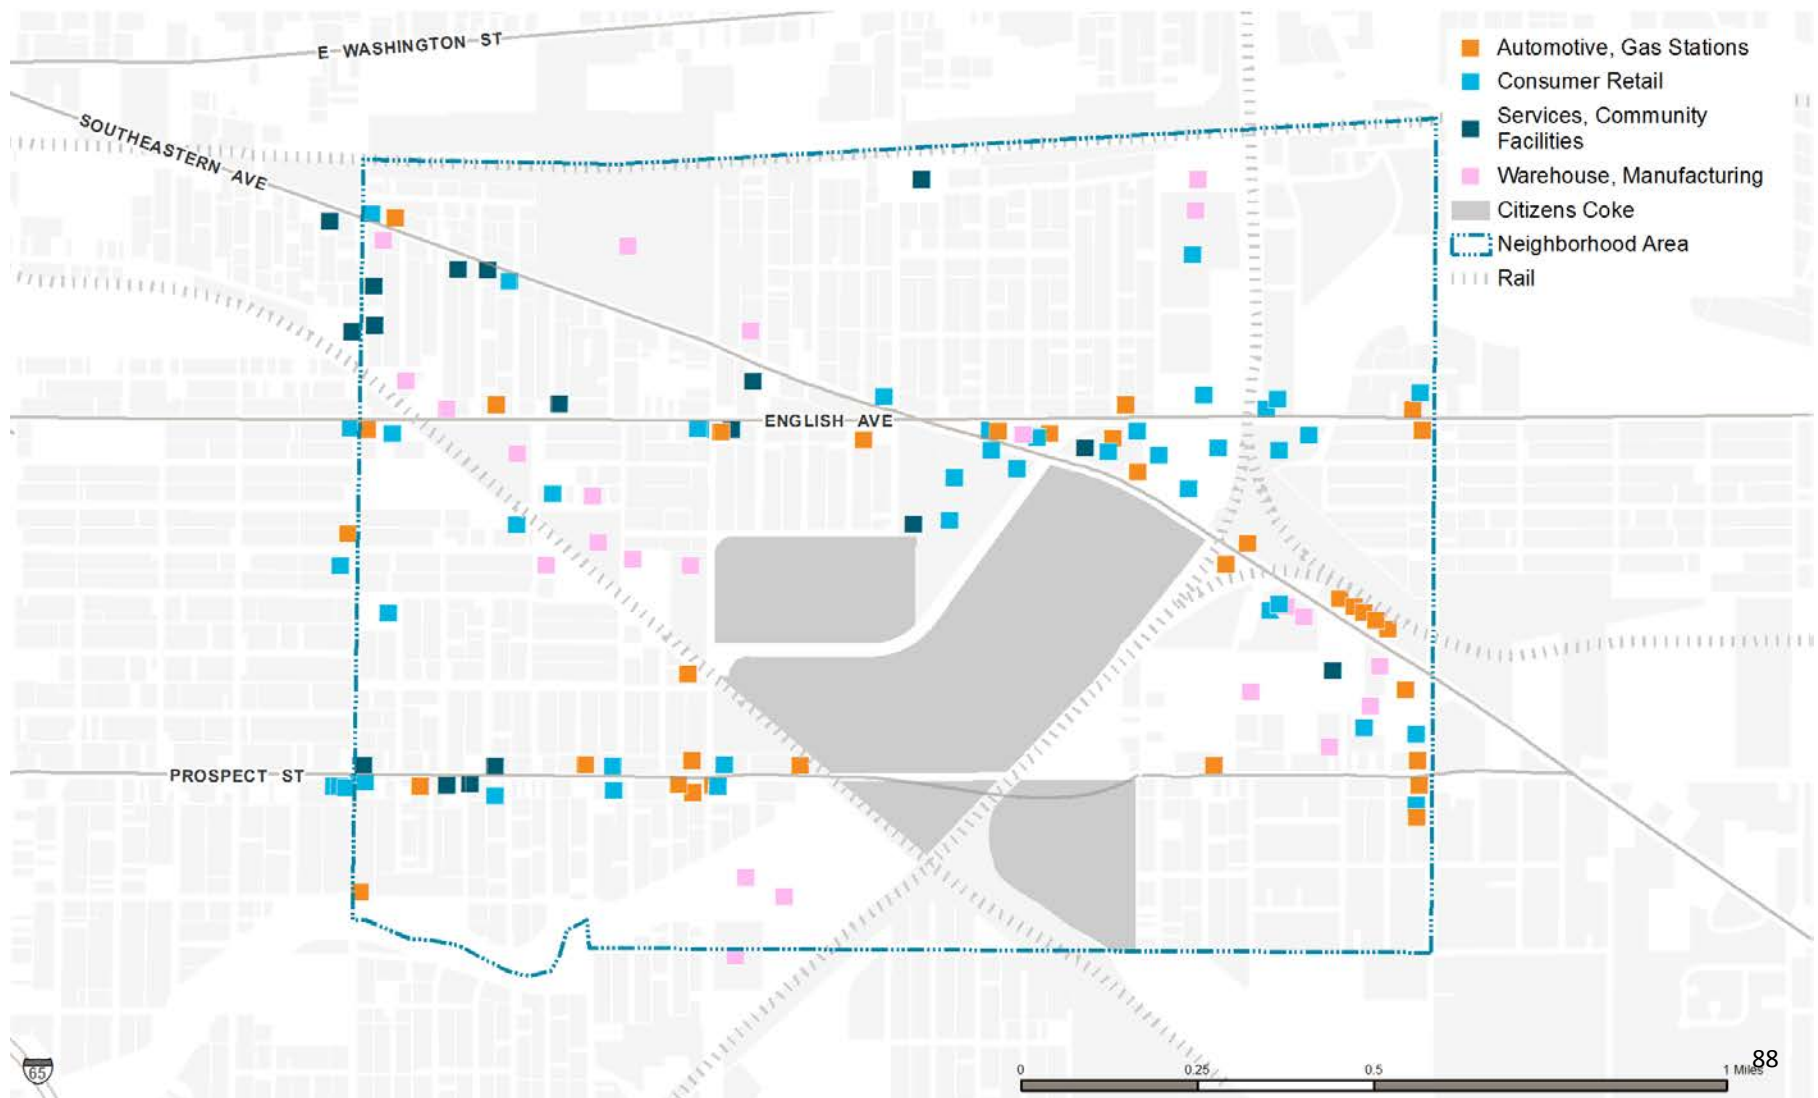 E WASHINGTON ST
SOUTHEASTERN AVE
ENGLISH AVE
PROSPECT ST
Automotive, Gas Stations
Consumer Retail
Services, Community
Facilities
Warehouse, Manufacturing
Citizens Coke
Neighborhood Area
Rail
65
0 0.25 0.5 1 Miles
88